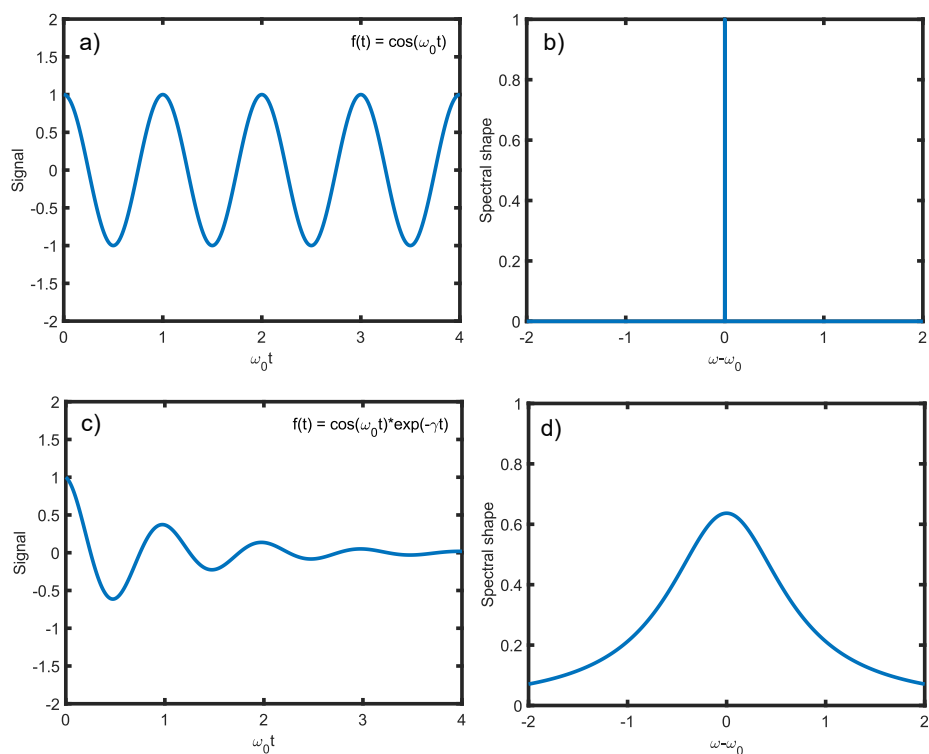 a)
f(t) = cos(ω₀t)
2
1.5
1
0.5
0
-0.5
-1
-1.5
-2
Signal
0 1 2 3 4
ω₀t
b)
1
0.8
0.6
0.4
0.2
0
Spectral shape
-2 -1 0 1 2
ω-ω₀
c)
f(t) = cos(ω₀t)*exp(-γt)
2
1.5
1
0.5
0
-0.5
-1
-1.5
-2
Signal
0 1 2 3 4
ω₀t
d)
1
0.8
0.6
0.4
0.2
0
Spectral shape
-2 -1 0 1 2
ω-ω₀